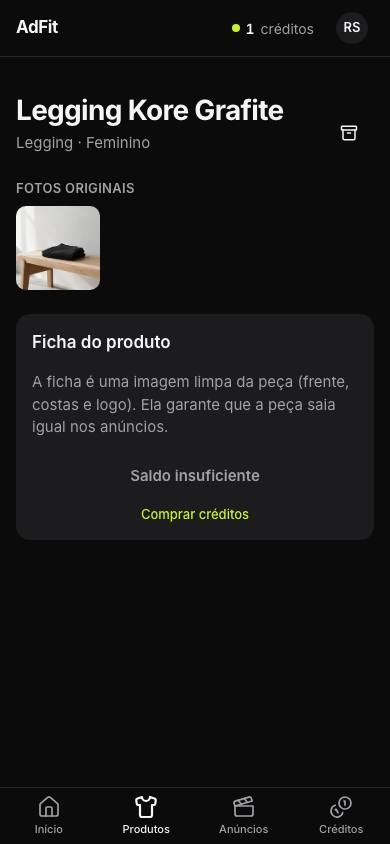 AdFit
1 créditos
RS
Legging Kore Grafite
Legging · Feminino
FOTOS ORIGINAIS
Ficha do produto
A ficha é uma imagem limpa da peça (frente,
costas e logo). Ela garante que a peça saia
igual nos anúncios.
Saldo insuficiente
Comprar créditos
Início
Produtos
Anúncios
Créditos